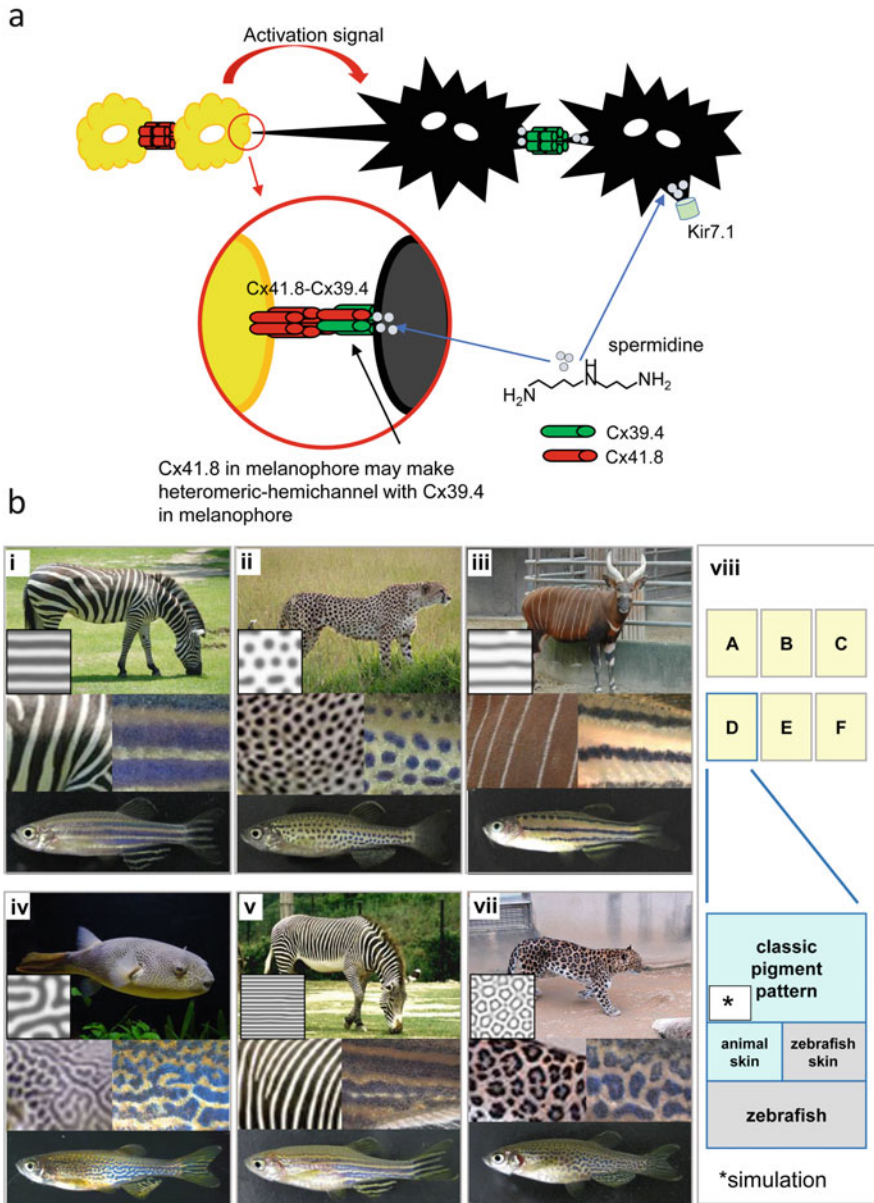 a
Activation signal
Kir7.1
Cx41.8-Cx39.4
spermidine
H
N
H2N
NH2
Cx39.4
Cx41.8
Cx41.8 in melanophore may make
heteromeric-hemichannel with Cx39.4
in melanophore
b
i
ii
iii
viii
A B C
D E F
iv
v
vii
classic
pigment
pattern
*
animal
skin
zebrafish
skin
zebrafish
*simulation